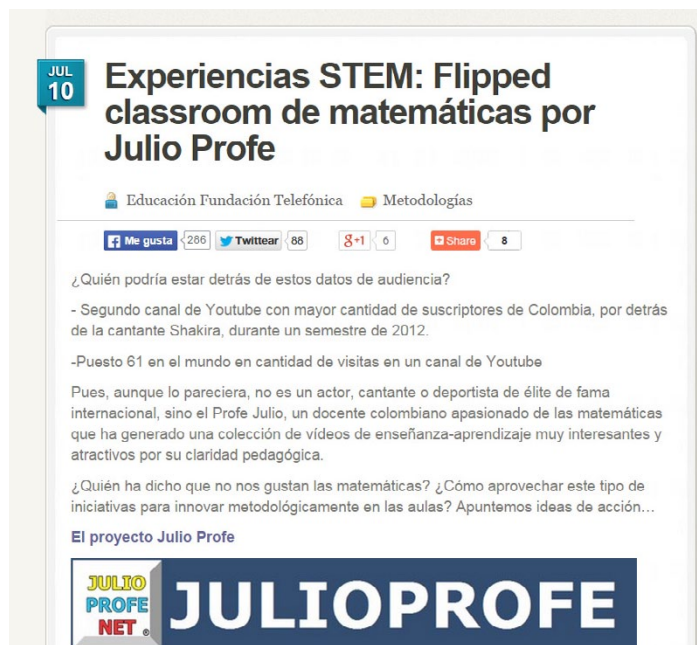 JUL
10
Experiencias STEM: Flipped
classroom de matemáticas por
Julio Profe
Educación Fundación Telefónica Metodologías
Me gusta 286 Twittear 88 g+1 6 Share 8
¿Quién podría estar detrás de estos datos de audiencia?
- Segundo canal de Youtube con mayor cantidad de suscriptores de Colombia, por detrás
de la cantante Shakira, durante un semestre de 2012.
-Puesto 61 en el mundo en cantidad de visitas en un canal de Youtube
Pues, aunque lo pareciera, no es un actor, cantante o deportista de élite de fama
internacional, sino el Profe Julio, un docente colombiano apasionado de las matemáticas
que ha generado una colección de vídeos de enseñanza-aprendizaje muy interesantes y
atractivos por su claridad pedagógica.
¿Quién ha dicho que no nos gustan las matemáticas? ¿Cómo aprovechar este tipo de
iniciativas para innovar metodológicamente en las aulas? Apuntemos ideas de acción…
El proyecto Julio Profe
JULIO
PROFE
NET ®
JULIOPROFE